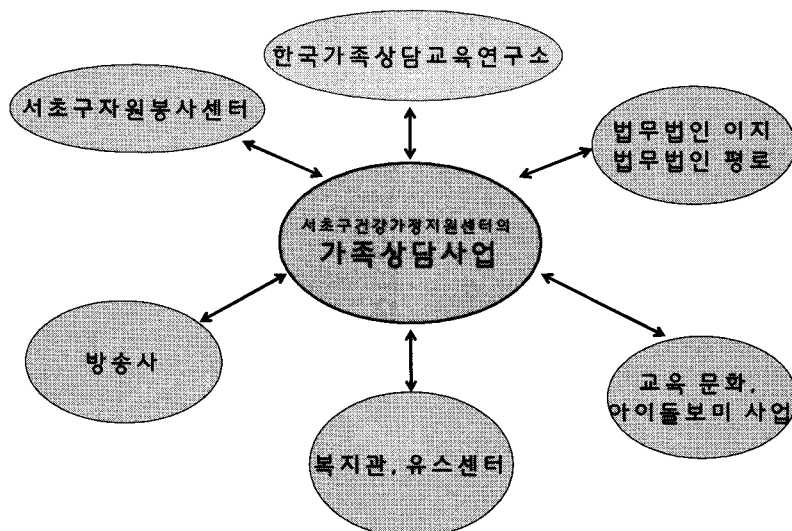 한국가족상담교육연구소
서초구자원봉사센터
법무법인 이지
법무법인 평로
서초구건강가정지원센터의
가족상담사업
방송사
교육 문화,
아이돌보미 사업
복지관, 유스센터